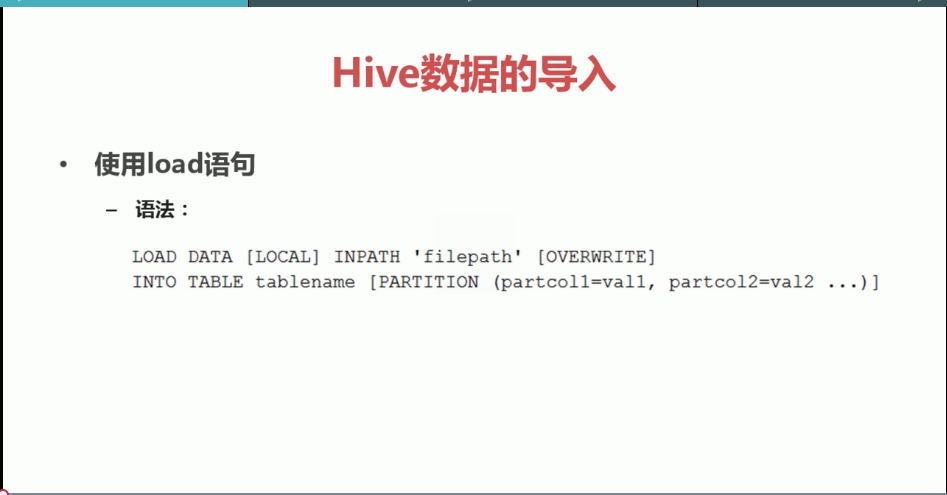 Hive数据的导入
• 使用load语句
– 语法：
LOAD DATA [LOCAL] INPATH 'filepath' [OVERWRITE]
INTO TABLE tablename [PARTITION (partcol1=val1, partcol2=val2 ...)]